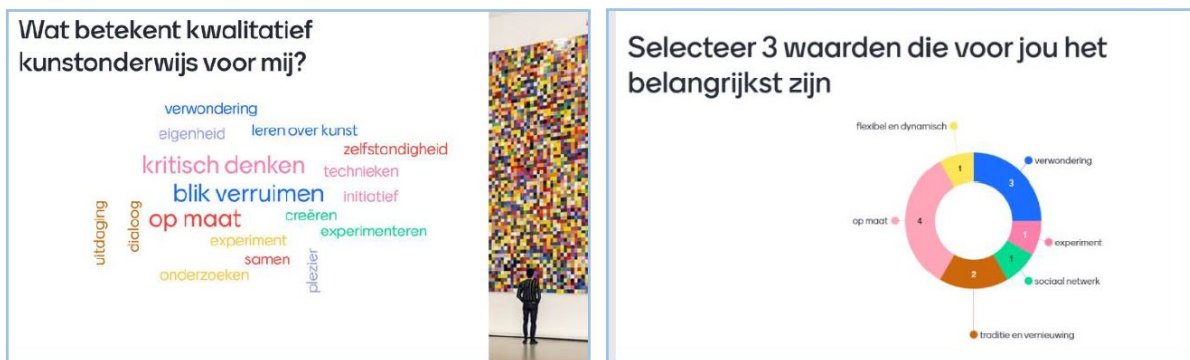 Wat betekent kwalitatief
kunstonderwijs voor mij?
verwondering
eigenheid
leren over kunst
zelfstandigheid
kritisch denken
technieken
blik verruimen
initiatief
uitdaging
dialoog
op maat
creëren
experimenteren
experiment
samen
plezier
onderzoeken
Selecteer 3 waarden die voor jou het
belangrijkst zijn
flexibel en dynamisch
1
verwondering
3
op maat
4
1
experiment
1
sociaal netwerk
2
traditie en vernieuwing